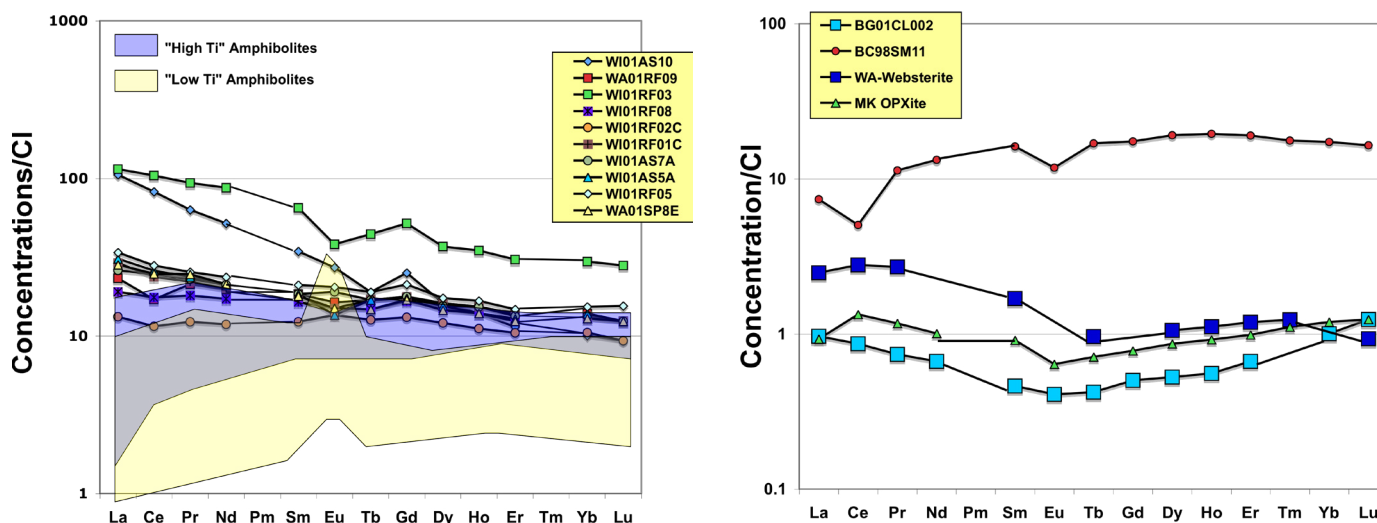 Concentrations/CI
1000
100
10
1
"High Ti" Amphibolites
"Low Ti" Amphibolites
WI01AS10
WA01RF09
WI01RF03
WI01RF08
WI01RF02C
WI01RF01C
WI01AS7A
WI01AS5A
WI01RF05
WA01SP8E
La Ce Pr Nd Pm Sm Eu Tb Gd Dy Ho Er Tm Yb Lu
Concentration/CI
100
10
1
0.1
BG01CL002
BC98SM11
WA-Websterite
MK OPXite
La Ce Pr Nd Pm Sm Eu Tb Gd Dy Ho Er Tm Yb Lu